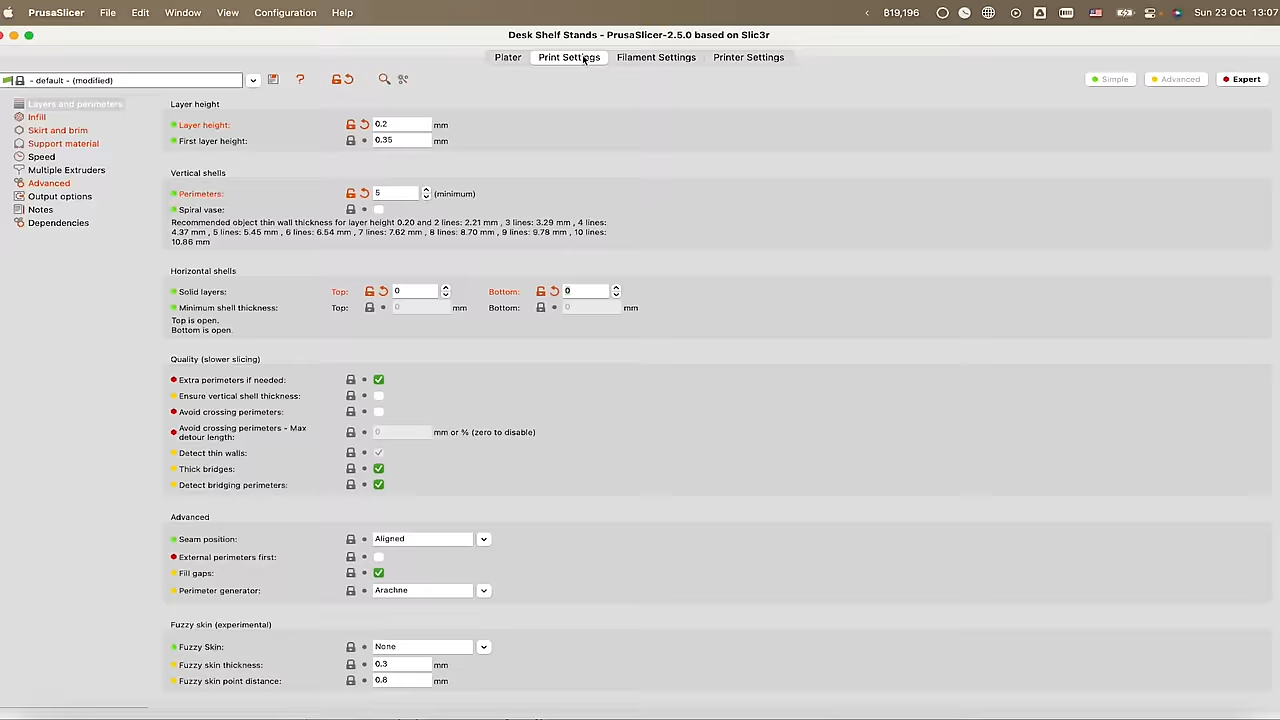 PrusaSlicer File Edit Window View Configuration Help ₿19,196 Sun 23 Oct 13:07
Desk Shelf Stands - PrusaSlicer-2.5.0 based on Slic3r
Plater Print Settings Filament Settings Printer Settings
- default - (modified) Simple Advanced Expert
Layers and perimeters
Infill
Skirt and brim
Support material
Speed
Multiple Extruders
Advanced
Output options
Notes
Dependencies
Layer height
Layer height: 0.2 mm
First layer height: 0.35 mm
Vertical shells
Perimeters: 5 (minimum)
Spiral vase:
Recommended object thin wall thickness for layer height 0.20 and 2 lines: 2.21 mm , 3 lines: 3.29 mm , 4 lines:
4.37 mm , 5 lines: 5.45 mm , 6 lines: 6.54 mm , 7 lines: 7.62 mm , 8 lines: 8.70 mm , 9 lines: 9.78 mm , 10 lines:
10.86 mm
Horizontal shells
Solid layers: Top: 0 Bottom: 0
Minimum shell thickness: Top: 0 mm Bottom: 0 mm
Top is open.
Bottom is open.
Quality (slower slicing)
Extra perimeters if needed:
Ensure vertical shell thickness:
Avoid crossing perimeters:
Avoid crossing perimeters - Max
detour length: 0 mm or % (zero to disable)
Detect thin walls:
Thick bridges:
Detect bridging perimeters:
Advanced
Seam position: Aligned
External perimeters first:
Fill gaps:
Perimeter generator: Arachne
Fuzzy skin (experimental)
Fuzzy Skin: None
Fuzzy skin thickness: 0.3 mm
Fuzzy skin point distance: 0.8 mm